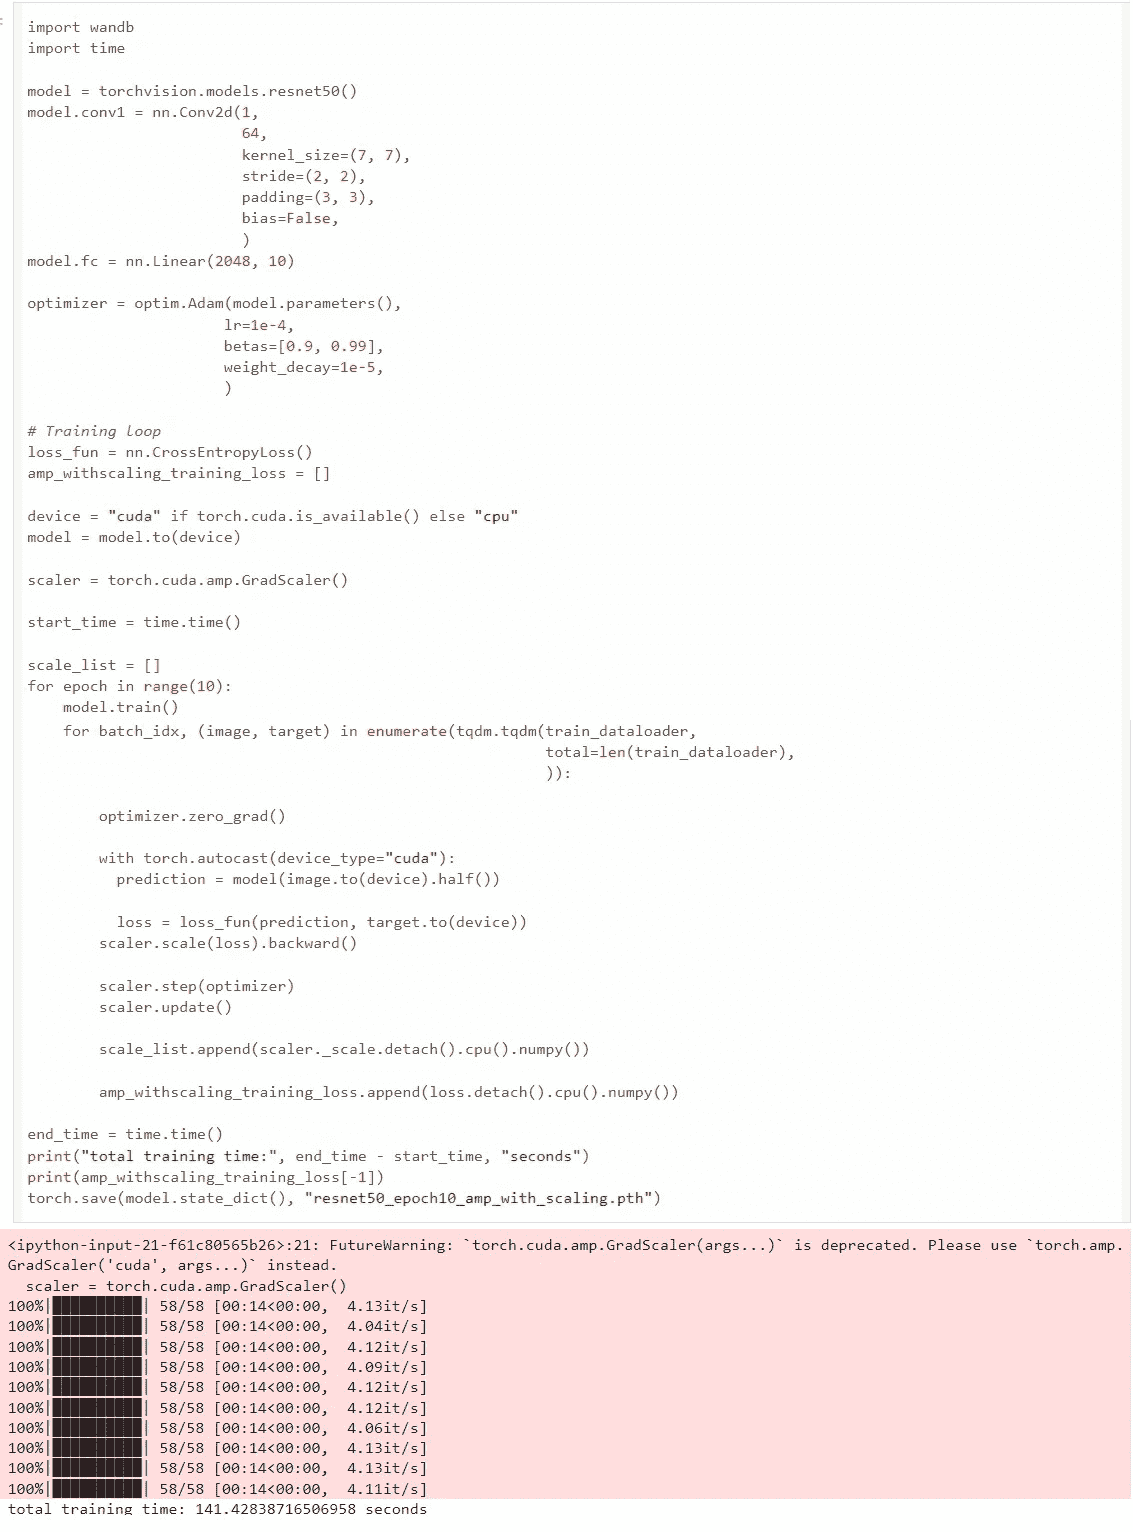 import wandb
import time
model = torchvision.models.resnet50()
model.conv1 = nn.Conv2d(1,
64,
kernel_size=(7, 7),
stride=(2, 2),
padding=(3, 3),
bias=False,
)
model.fc = nn.Linear(2048, 10)
optimizer = optim.Adam(model.parameters(),
lr=1e-4,
betas=[0.9, 0.99],
weight_decay=1e-5,
)
# Training loop
loss_fun = nn.CrossEntropyLoss()
amp_withscaling_training_loss = []
device = "cuda" if torch.cuda.is_available() else "cpu"
model = model.to(device)
scaler = torch.cuda.amp.GradScaler()
start_time = time.time()
scale_list = []
for epoch in range(10):
model.train()
for batch_idx, (image, target) in enumerate(tqdm.tqdm(train_dataloader,
total=len(train_dataloader),
)):
optimizer.zero_grad()
with torch.autocast(device_type="cuda"):
prediction = model(image.to(device).half())
loss = loss_fun(prediction, target.to(device))
scaler.scale(loss).backward()
scaler.step(optimizer)
scaler.update()
scale_list.append(scaler._scale.detach().cpu().numpy())
amp_withscaling_training_loss.append(loss.detach().cpu().numpy())
end_time = time.time()
print("total training time:", end_time - start_time, "seconds")
print(amp_withscaling_training_loss[-1])
torch.save(model.state_dict(), "resnet50_epoch10_amp_with_scaling.pth")
<ipython-input-21-f61c80565b26>:21: FutureWarning: `torch.cuda.amp.GradScaler(args...)` is deprecated. Please use `torch.amp.
GradScaler('cuda', args...)` instead.
scaler = torch.cuda.amp.GradScaler()
100%|██████████| 58/58 [00:14<00:00, 4.13it/s]
100%|██████████| 58/58 [00:14<00:00, 4.04it/s]
100%|██████████| 58/58 [00:14<00:00, 4.12it/s]
100%|██████████| 58/58 [00:14<00:00, 4.09it/s]
100%|██████████| 58/58 [00:14<00:00, 4.12it/s]
100%|██████████| 58/58 [00:14<00:00, 4.12it/s]
100%|██████████| 58/58 [00:14<00:00, 4.06it/s]
100%|██████████| 58/58 [00:14<00:00, 4.13it/s]
100%|██████████| 58/58 [00:14<00:00, 4.13it/s]
100%|██████████| 58/58 [00:14<00:00, 4.11it/s]
total training time: 141.42838716506958 seconds